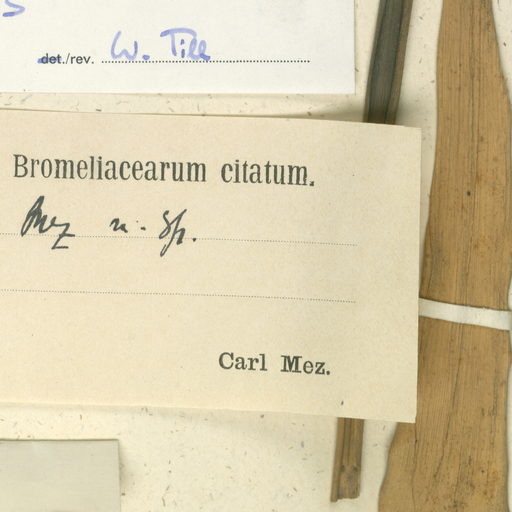 s
det./rev. W. Till
Bromeliacearum citatum.
Mez n. sp.
Carl Mez.